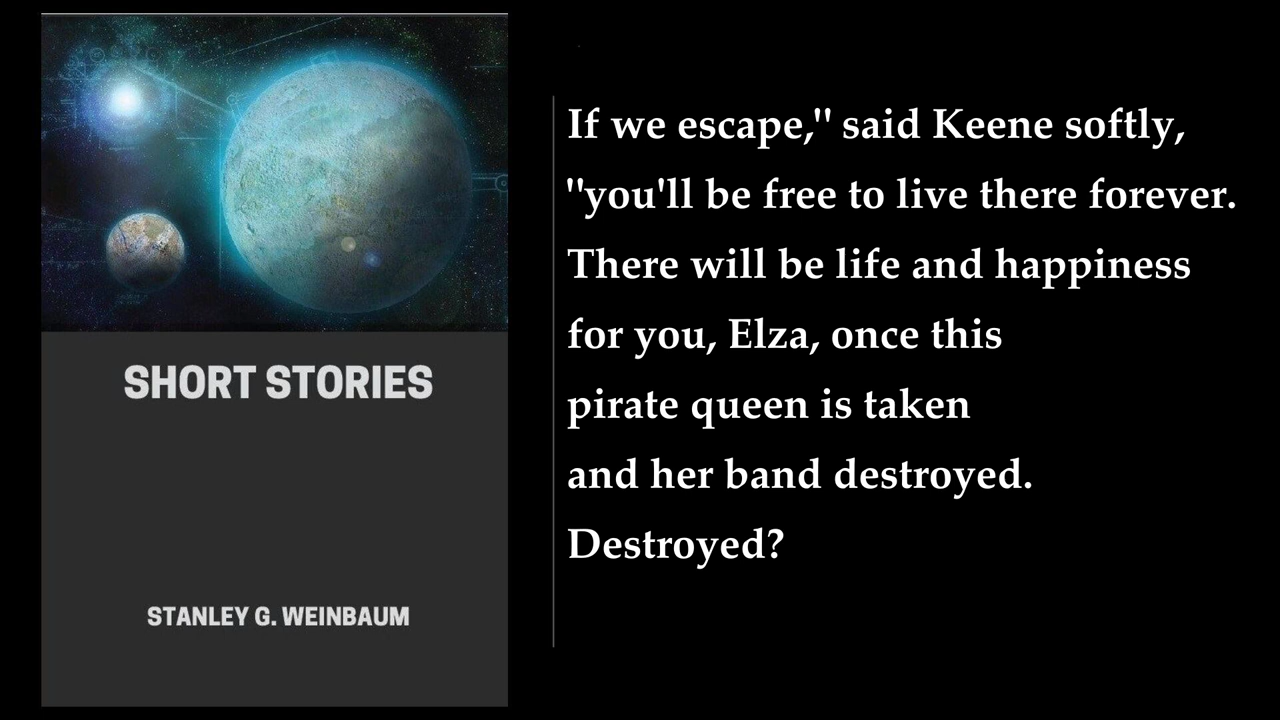 SHORT STORIES
STANLEY G. WEINBAUM
If we escape," said Keene softly,
"you'll be free to live there forever.
There will be life and happiness
for you, Elza, once this
pirate queen is taken
and her band destroyed.
Destroyed?